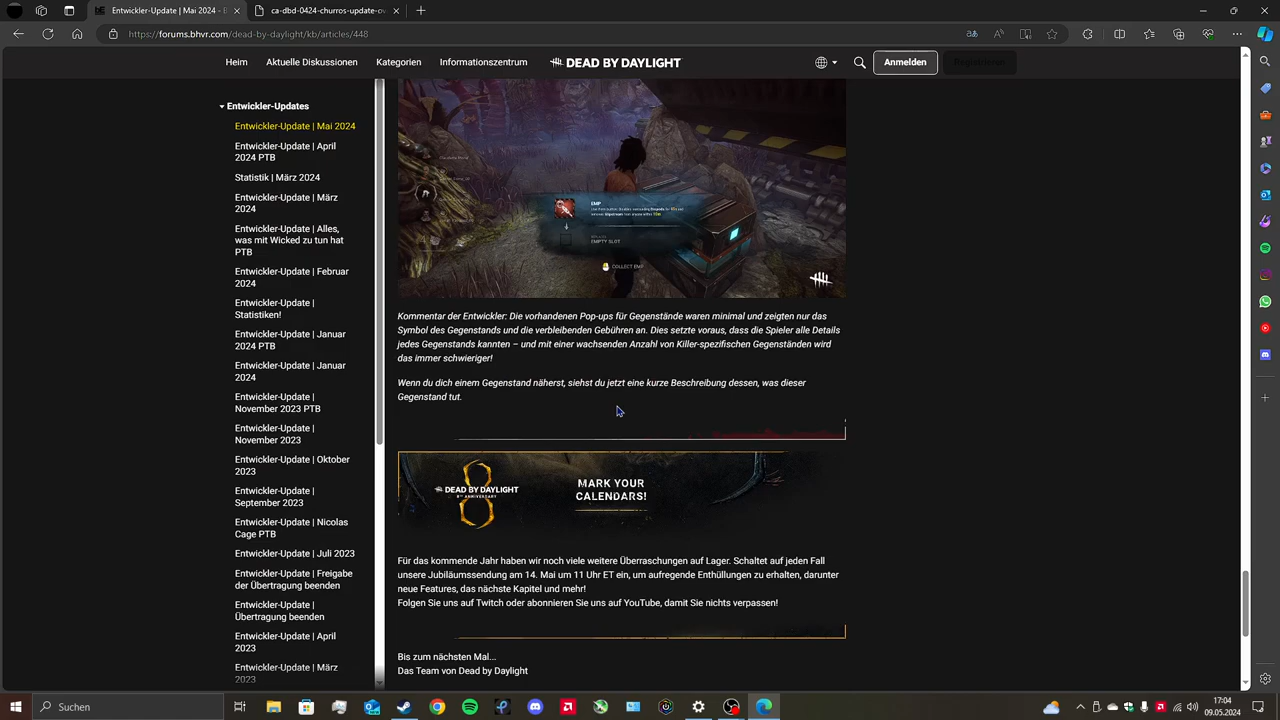 Entwickler-Update | Mai 2024 - B
ca-dbd-0424-churros-update-ov
https://forums.bhvr.com/dead-by-daylight/kb/articles/448
Heim
Aktuelle Diskussionen
Kategorien
Informationszentrum
DEAD BY DAYLIGHT
Anmelden
Registrieren
Entwickler-Updates
Entwickler-Update | Mai 2024
Entwickler-Update | April
2024 PTB
Statistik | März 2024
Entwickler-Update | März
2024
Entwickler-Update | Alles,
was mit Wicked zu tun hat
PTB
Entwickler-Update | Februar
2024
Entwickler-Update |
Statistiken!
Entwickler-Update | Januar
2024 PTB
Entwickler-Update | Januar
2024
Entwickler-Update |
November 2023 PTB
Entwickler-Update |
November 2023
Entwickler-Update | Oktober
2023
Entwickler-Update |
September 2023
Entwickler-Update | Nicolas
Cage PTB
Entwickler-Update | Juli 2023
Entwickler-Update | Freigabe
der Übertragung beenden
Entwickler-Update |
Übertragung beenden
Entwickler-Update | April
2023
Entwickler-Update | März
2023
EMP
EMPTY SLOT
COLLECT EMP
Kommentar der Entwickler: Die vorhandenen Pop-ups für Gegenstände waren minimal und zeigten nur das
Symbol des Gegenstands und die verbleibenden Gebühren an. Dies setzte voraus, dass die Spieler alle Details
jedes Gegenstands kannten – und mit einer wachsenden Anzahl von Killer-spezifischen Gegenständen wird
das immer schwieriger!
Wenn du dich einem Gegenstand näherst, siehst du jetzt eine kurze Beschreibung dessen, was dieser
Gegenstand tut.
DEAD BY DAYLIGHT
8TH ANNIVERSARY
MARK YOUR
CALENDARS!
Für das kommende Jahr haben wir noch viele weitere Überraschungen auf Lager. Schaltet auf jeden Fall
unsere Jubiläumssendung am 14. Mai um 11 Uhr ET ein, um aufregende Enthüllungen zu erhalten, darunter
neue Features, das nächste Kapitel und mehr!
Folgen Sie uns auf Twitch oder abonnieren Sie uns auf YouTube, damit Sie nichts verpassen!
Bis zum nächsten Mal...
Das Team von Dead by Daylight
Suchen
17:04
09.05.2024